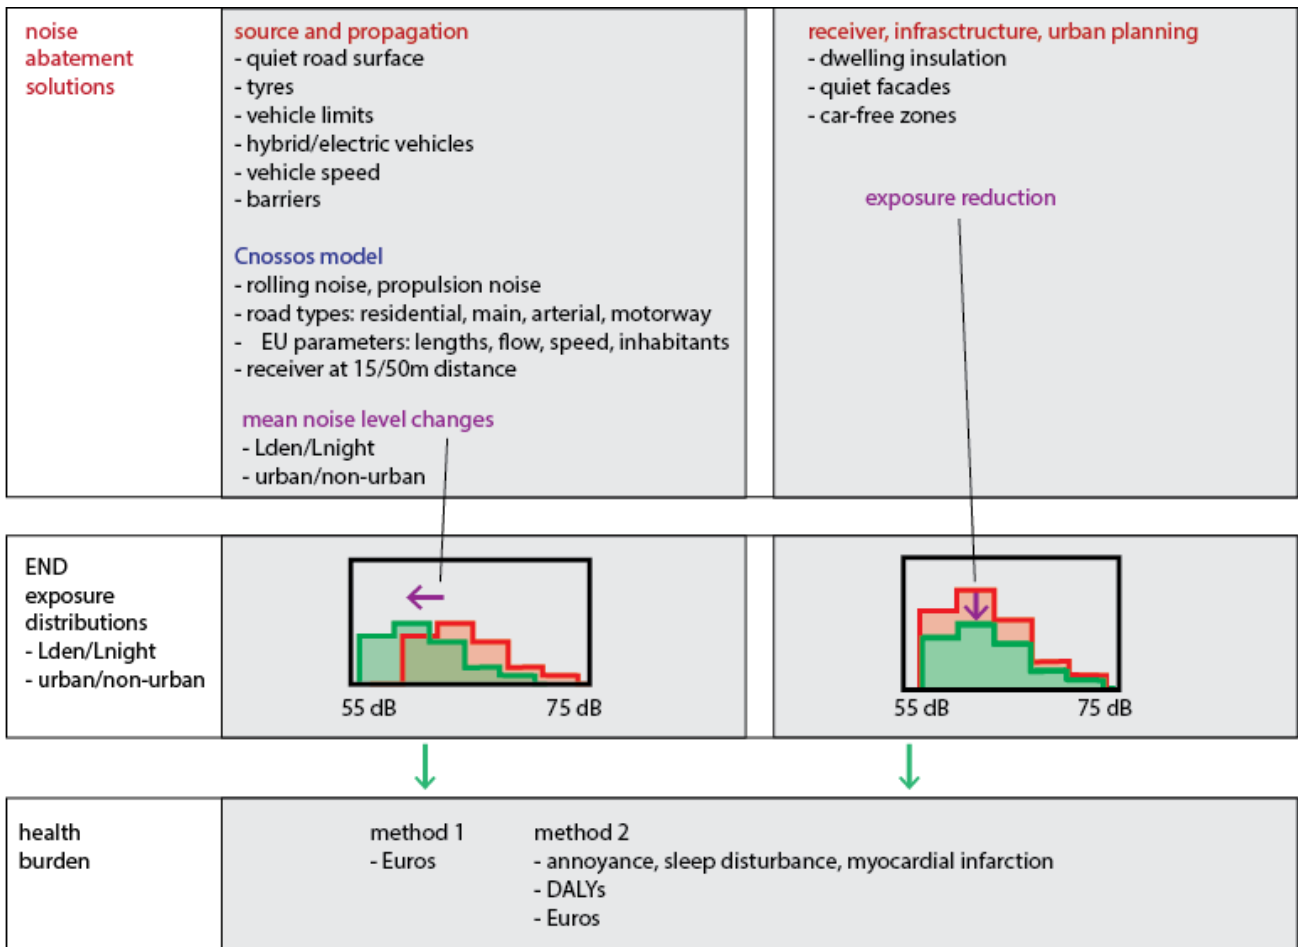 noise
abatement
solutions
source and propagation
- quiet road surface
- tyres
- vehicle limits
- hybrid/electric vehicles
- vehicle speed
- barriers
Cnossos model
- rolling noise, propulsion noise
- road types: residential, main, arterial, motorway
- EU parameters: lengths, flow, speed, inhabitants
- receiver at 15/50m distance
mean noise level changes
- Lden/Lnight
- urban/non-urban
receiver, infrasctructure, urban planning
- dwelling insulation
- quiet facades
- car-free zones
exposure reduction
END
exposure
distributions
- Lden/Lnight
- urban/non-urban
55 dB 75 dB
55 dB 75 dB
health
burden
method 1
- Euros
method 2
- annoyance, sleep disturbance, myocardial infarction
- DALYs
- Euros